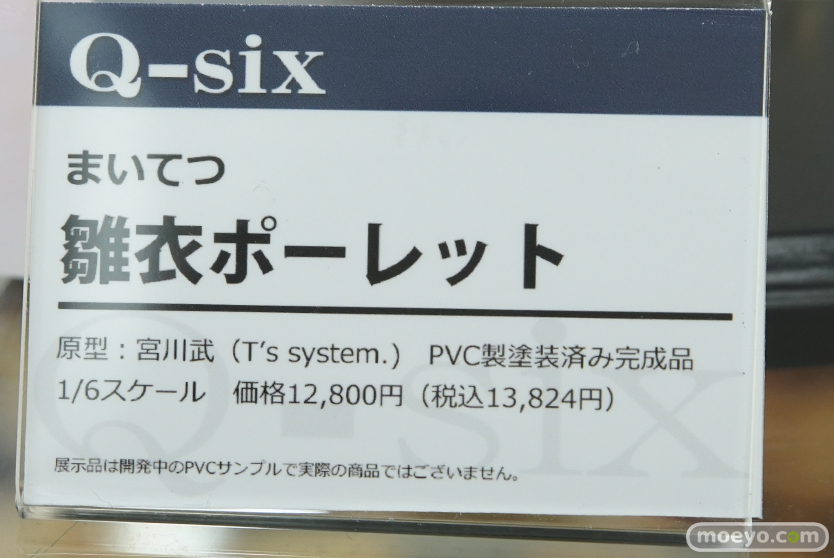 Q-six
まいてつ
雛衣ポーレット
原型：宮川武（T's system.） PVC製塗装済み完成品
1/6スケール 価格12,800円（税込13,824円）
展示品は開発中のPVCサンプルで実際の商品ではございません。
Q-six
moeyo.com